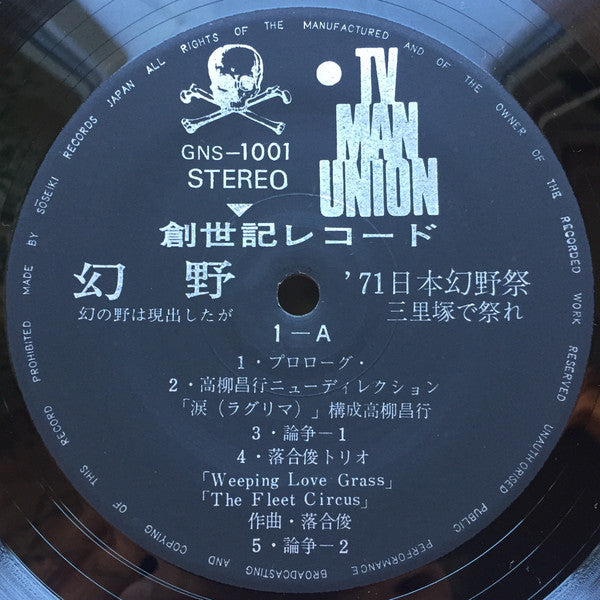 TV
MAN
UNION
GNS-1001
STEREO
創世記レコード
幻野
幻の野は現出したが
'71日本幻野祭
三里塚で祭れ
1-A
1・プロローグ・
2・高柳昌行ニューディレクション
「涙(ラグリマ)」構成高柳昌行
3・論争-1
4・落合俊トリオ
「Weeping Love Grass」
「The Fleet Circus」
作曲・落合俊
5・論争-2
MADE BY SŌSEIKI RECORDS JAPAN ALL RIGHTS OF THE MANUFACTURED AND OF THE OWNER OF THE RECORDED WORK RESERVED UNAUTHORISED PUBLIC PERFORMANCE BROADCASTING AND COPYING OF THIS RECORD PROHIBITED